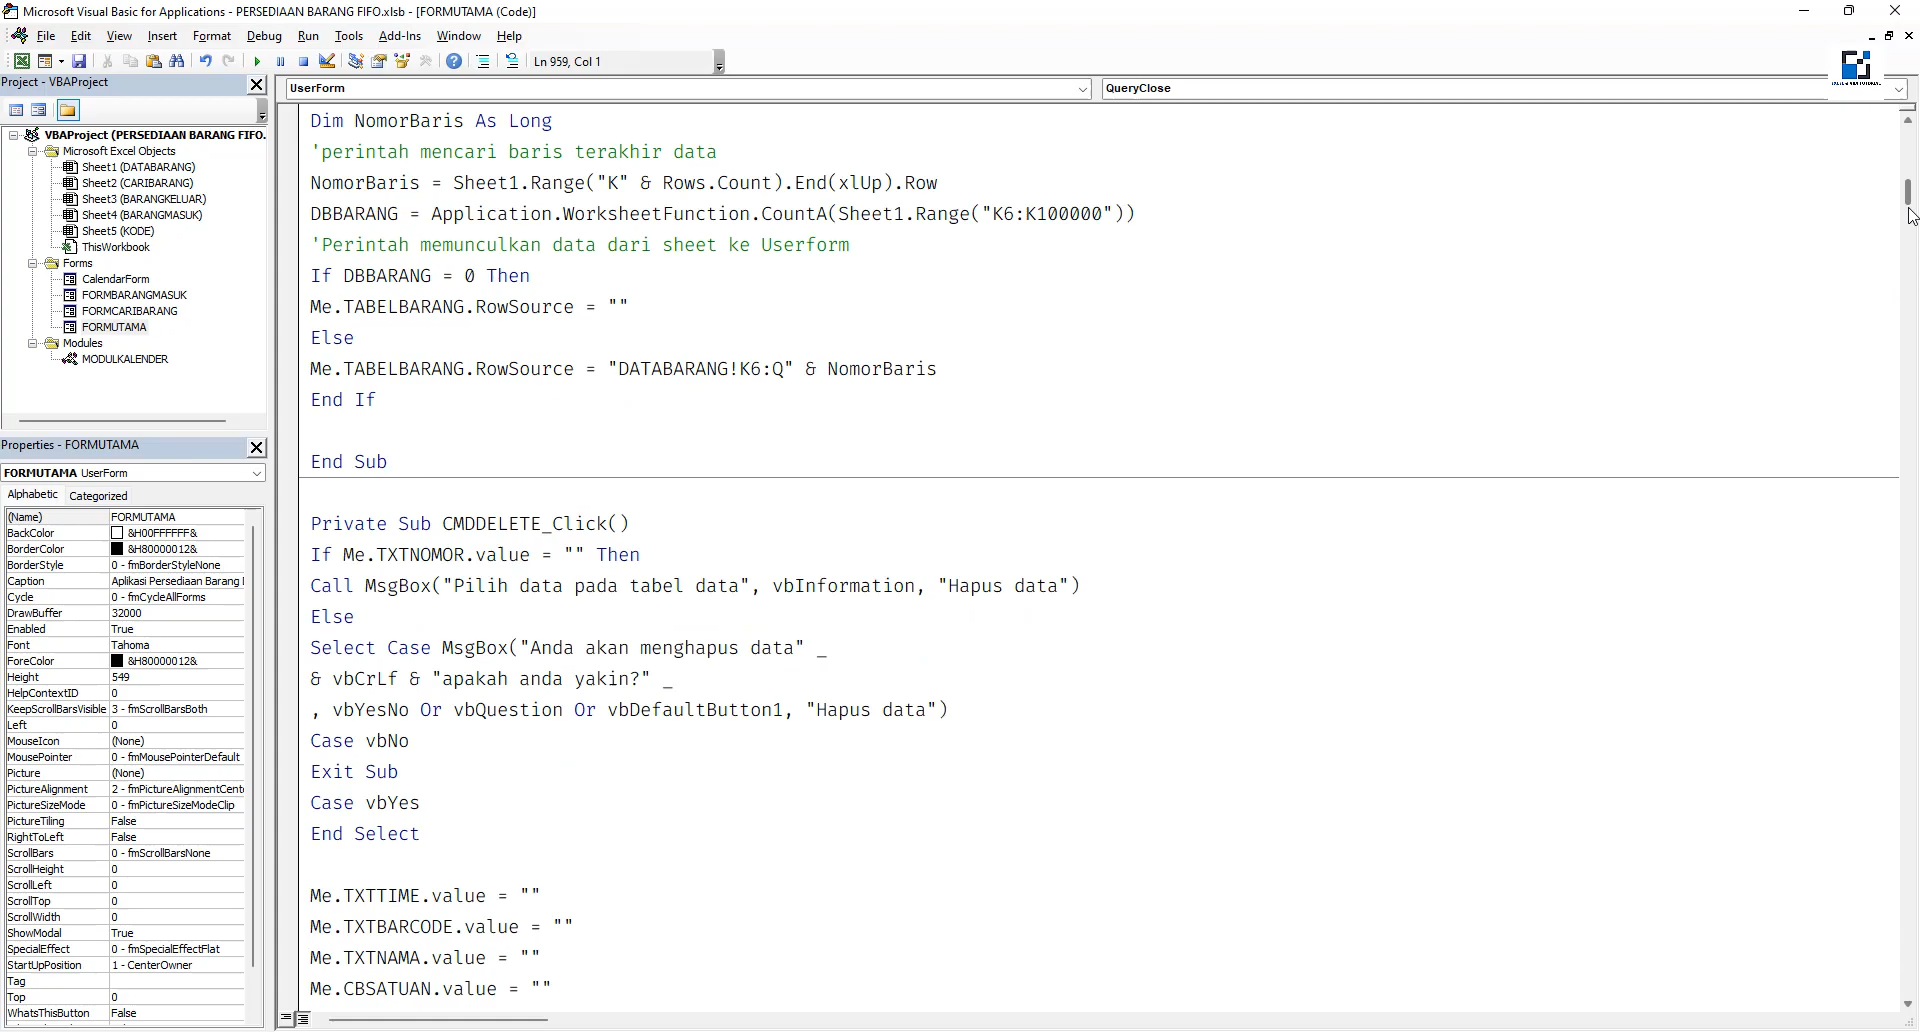 Microsoft Visual Basic for Applications - PERSEDIAAN BARANG FIFO.xlsb - [FORMUTAMA (Code)]
File Edit View Insert Format Debug Run Tools Add-Ins Window Help
Ln 959, Col 1
Project - VBAProject
UserForm
QueryClose
VBAProject (PERSEDIAAN BARANG FIFO.
Microsoft Excel Objects
Sheet1 (DATABARANG)
Sheet2 (CARIBARANG)
Sheet3 (BARANGKELUAR)
Sheet4 (BARANGMASUK)
Sheet5 (KODE)
ThisWorkbook
Forms
CalendarForm
FORMBARANGMASUK
FORMCARIBARANG
FORMUTAMA
Modules
MODULKALENDER
Properties - FORMUTAMA
FORMUTAMA UserForm
Alphabetic Categorized
(Name) FORMUTAMA
BackColor &H00FFFFFF&
BorderColor &H80000012&
BorderStyle 0 - fmBorderStyleNone
Caption Aplikasi Persediaan Barang
Cycle 0 - fmCycleAllForms
DrawBuffer 32000
Enabled True
Font Tahoma
ForeColor &H80000012&
Height 549
HelpContextID 0
KeepScrollBarsVisible 3 - fmScrollBarsBoth
Left 0
MouseIcon (None)
MousePointer 0 - fmMousePointerDefault
Picture (None)
PictureAlignment 2 - fmPictureAlignmentCent
PictureSizeMode 0 - fmPictureSizeModeClip
PictureTiling False
RightToLeft False
ScrollBars 0 - fmScrollBarsNone
ScrollHeight 0
ScrollLeft 0
ScrollTop 0
ScrollWidth 0
ShowModal True
SpecialEffect 0 - fmSpecialEffectFlat
StartUpPosition 1 - CenterOwner
Tag
Top 0
WhatsThisButton False
Dim NomorBaris As Long
'perintah mencari baris terakhir data
NomorBaris = Sheet1.Range("K" & Rows.Count).End(xlUp).Row
DBBARANG = Application.WorksheetFunction.CountA(Sheet1.Range("K6:K100000"))
'Perintah memunculkan data dari sheet ke Userform
If DBBARANG = 0 Then
Me.TABELBARANG.RowSource = ""
Else
Me.TABELBARANG.RowSource = "DATABARANG!K6:Q" & NomorBaris
End If
End Sub
Private Sub CMDDELETE_Click()
If Me.TXTNOMOR.value = "" Then
Call MsgBox("Pilih data pada tabel data", vbInformation, "Hapus data")
Else
Select Case MsgBox("Anda akan menghapus data" _
& vbCrLf & "apakah anda yakin?" _
, vbYesNo Or vbQuestion Or vbDefaultButton1, "Hapus data")
Case vbNo
Exit Sub
Case vbYes
End Select
Me.TXTTIME.value = ""
Me.TXTBARCODE.value = ""
Me.TXTNAMA.value = ""
Me.CBSATUAN.value = ""